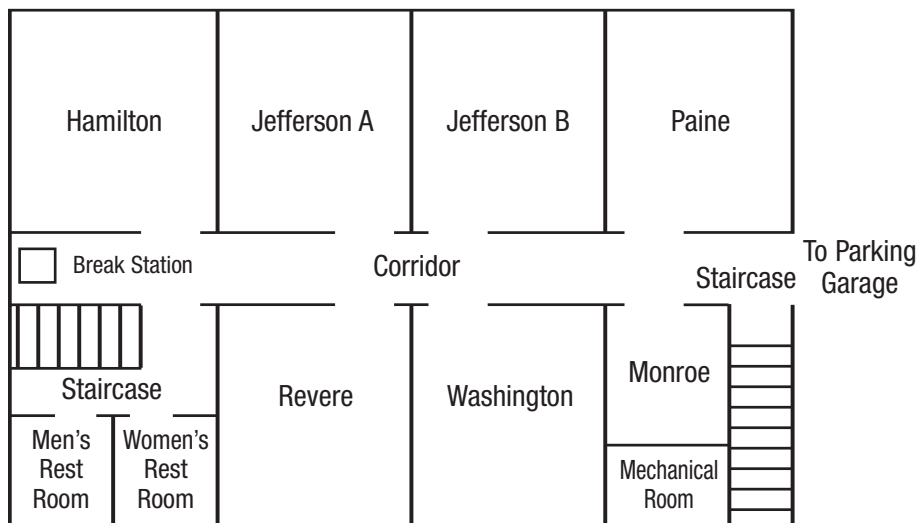 Hamilton
Jefferson A
Jefferson B
Paine
Break Station
Corridor
Staircase
To Parking
Garage
Staircase
Revere
Washington
Monroe
Men’s
Rest
Room
Women’s
Rest
Room
Mechanical
Room